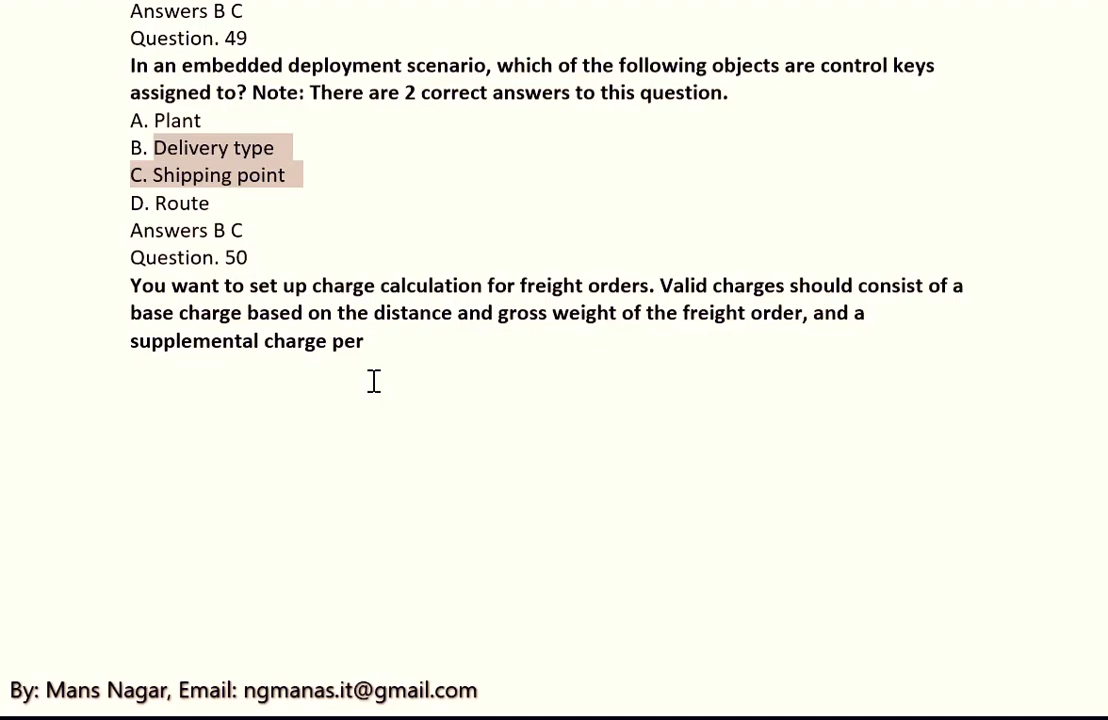 Answers B C
Question. 49
In an embedded deployment scenario, which of the following objects are control keys
assigned to? Note: There are 2 correct answers to this question.
A. Plant
B. Delivery type
C. Shipping point
D. Route
Answers B C
Question. 50
You want to set up charge calculation for freight orders. Valid charges should consist of a
base charge based on the distance and gross weight of the freight order, and a
supplemental charge per
By: Mans Nagar, Email: ngmanas.it@gmail.com